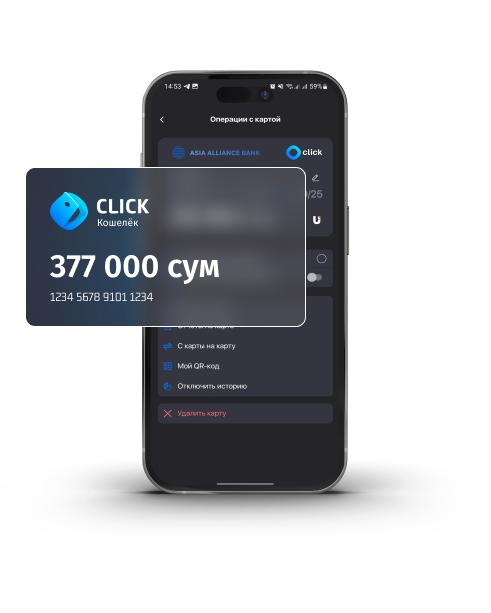 14:53
59%
Операции с картой
ASIA ALLIANCE BANK
click
/25
CLICK
Кошелёк
377 000 сум
1234 5678 9101 1234
С карты на карту
Мой QR-код
Отключить историю
Удалить карту